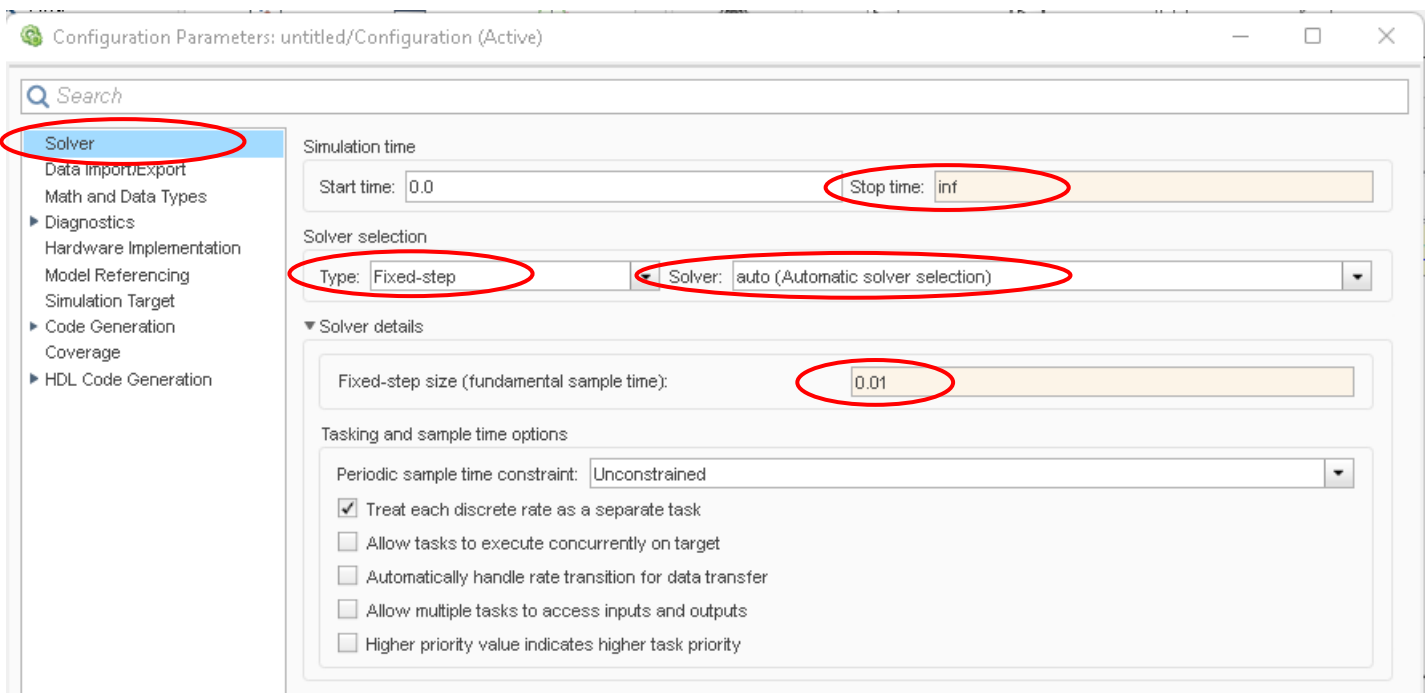 Configuration Parameters: untitled/Configuration (Active)
Search
Solver
Data Import/Export
Math and Data Types
Diagnostics
Hardware Implementation
Model Referencing
Simulation Target
Code Generation
Coverage
HDL Code Generation
Simulation time
Start time: 0.0 Stop time: inf
Solver selection
Type: Fixed-step Solver: auto (Automatic solver selection)
Solver details
Fixed-step size (fundamental sample time): 0.01
Tasking and sample time options
Periodic sample time constraint: Unconstrained
Treat each discrete rate as a separate task
Allow tasks to execute concurrently on target
Automatically handle rate transition for data transfer
Allow multiple tasks to access inputs and outputs
Higher priority value indicates higher task priority